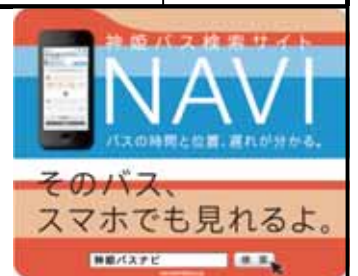 神姫バス検索サイト
NAVI
バスの時間と位置、遅れが分かる。
そのバス、
スマホでも見れるよ。
神姫バスナビ 検索